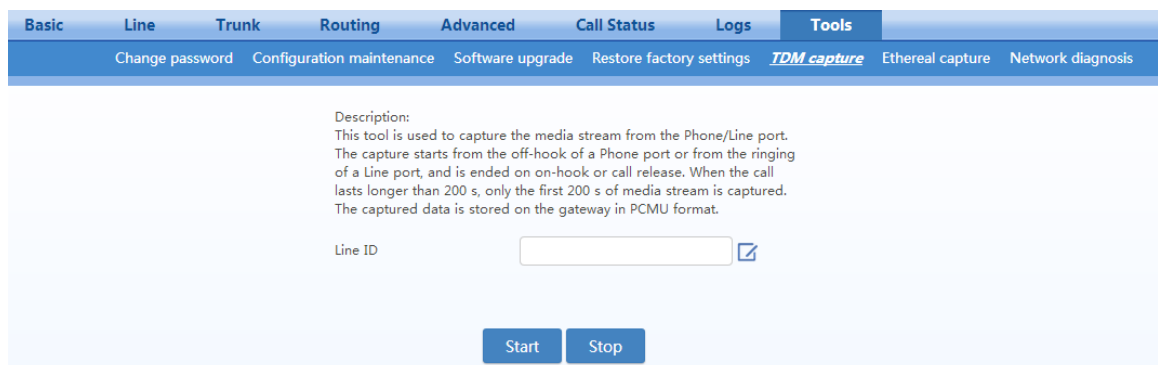 Basic Line Trunk Routing Advanced Call Status Logs Tools
Change password Configuration maintenance Software upgrade Restore factory settings TDM capture Ethereal capture Network diagnosis
Description:
This tool is used to capture the media stream from the Phone/Line port.
The capture starts from the off-hook of a Phone port or from the ringing
of a Line port, and is ended on on-hook or call release. When the call
lasts longer than 200 s, only the first 200 s of media stream is captured.
The captured data is stored on the gateway in PCMU format.
Line ID
Start Stop